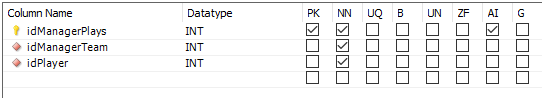 Column Name Datatype PK NN UQ B UN ZF AI G
idManagerPlays INT
idManagerTeam INT
idPlayer INT